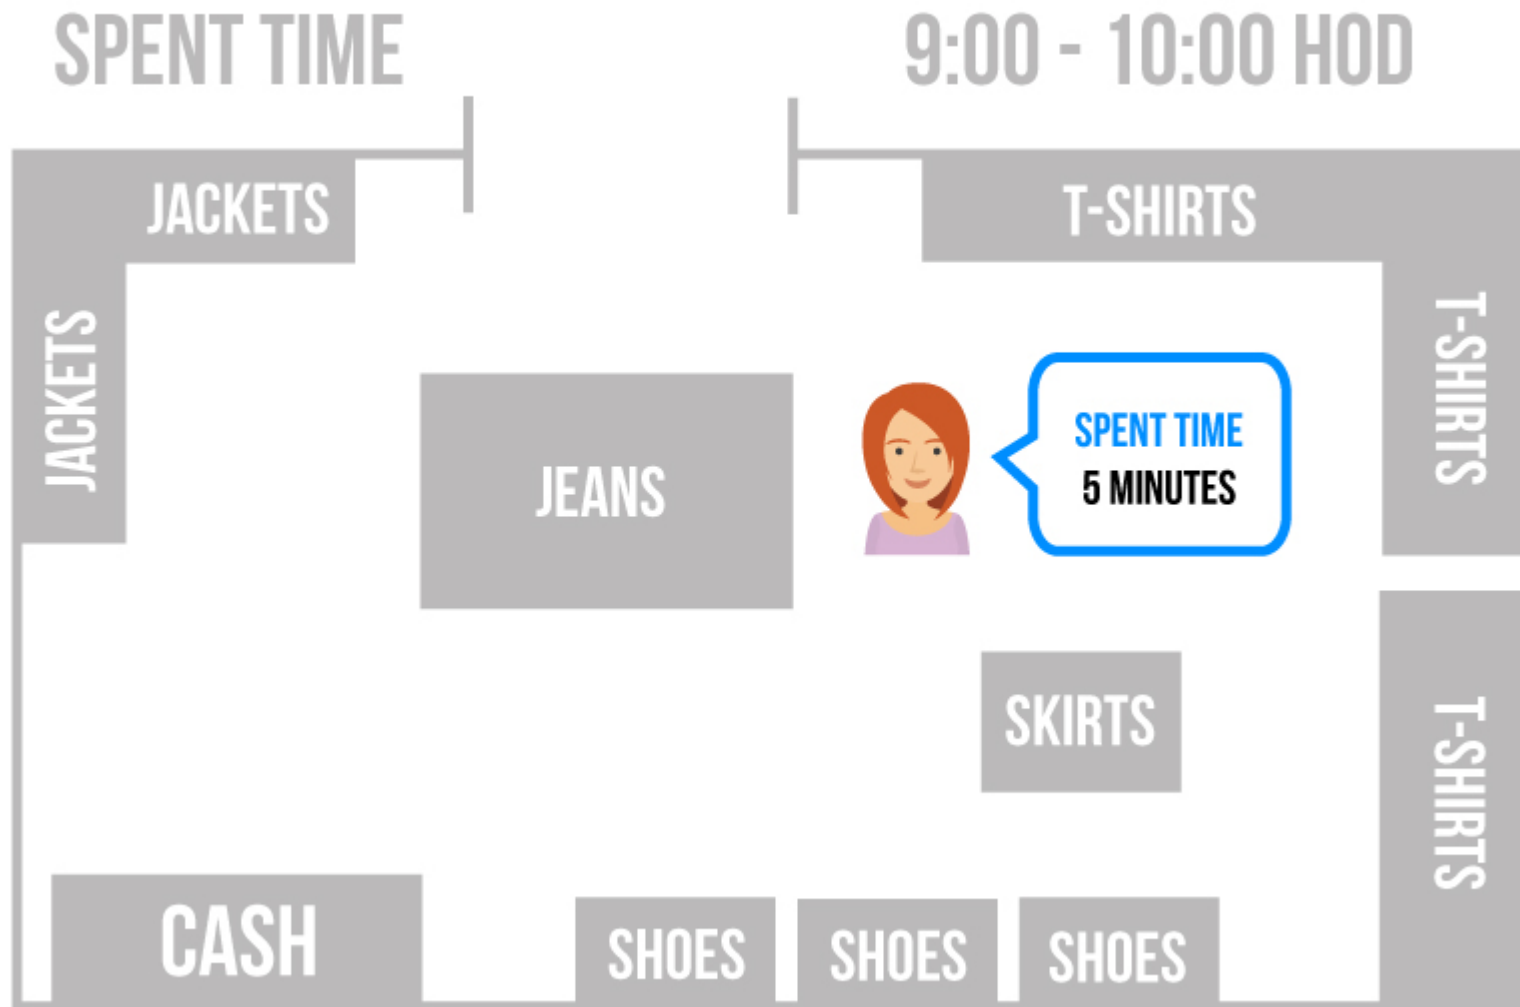 SPENT TIME
9:00 - 10:00 HOD
JACKETS
T-SHIRTS
JACKETS
T-SHIRTS
SPENT TIME
5 MINUTES
JEANS
SKIRTS
T-SHIRTS
CASH
SHOES
SHOES
SHOES